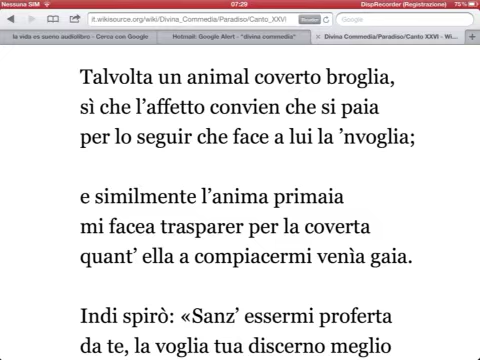 Nessuna SIM 07:29 DispRecorder (Registrazione) 75%
it.wikisource.org/wiki/Divina_Commedia/Paradiso/Canto_XXVI Reader Google
la vida es sueno audiolibro - Cerca con Google Hotmail: Google Alert - "divina commedia" Divina Commedia/Paradiso/Canto XXVI - Wi...
Talvolta un animal coverto broglia,
sì che l’affetto convien che si paia
per lo seguir che face a lui la ’nvoglia;
e similmente l’anima primaia
mi facea trasparer per la coverta
quant’ ella a compiacermi venìa gaia.
Indi spirò: «Sanz’ essermi proferta
da te, la voglia tua discerno meglio